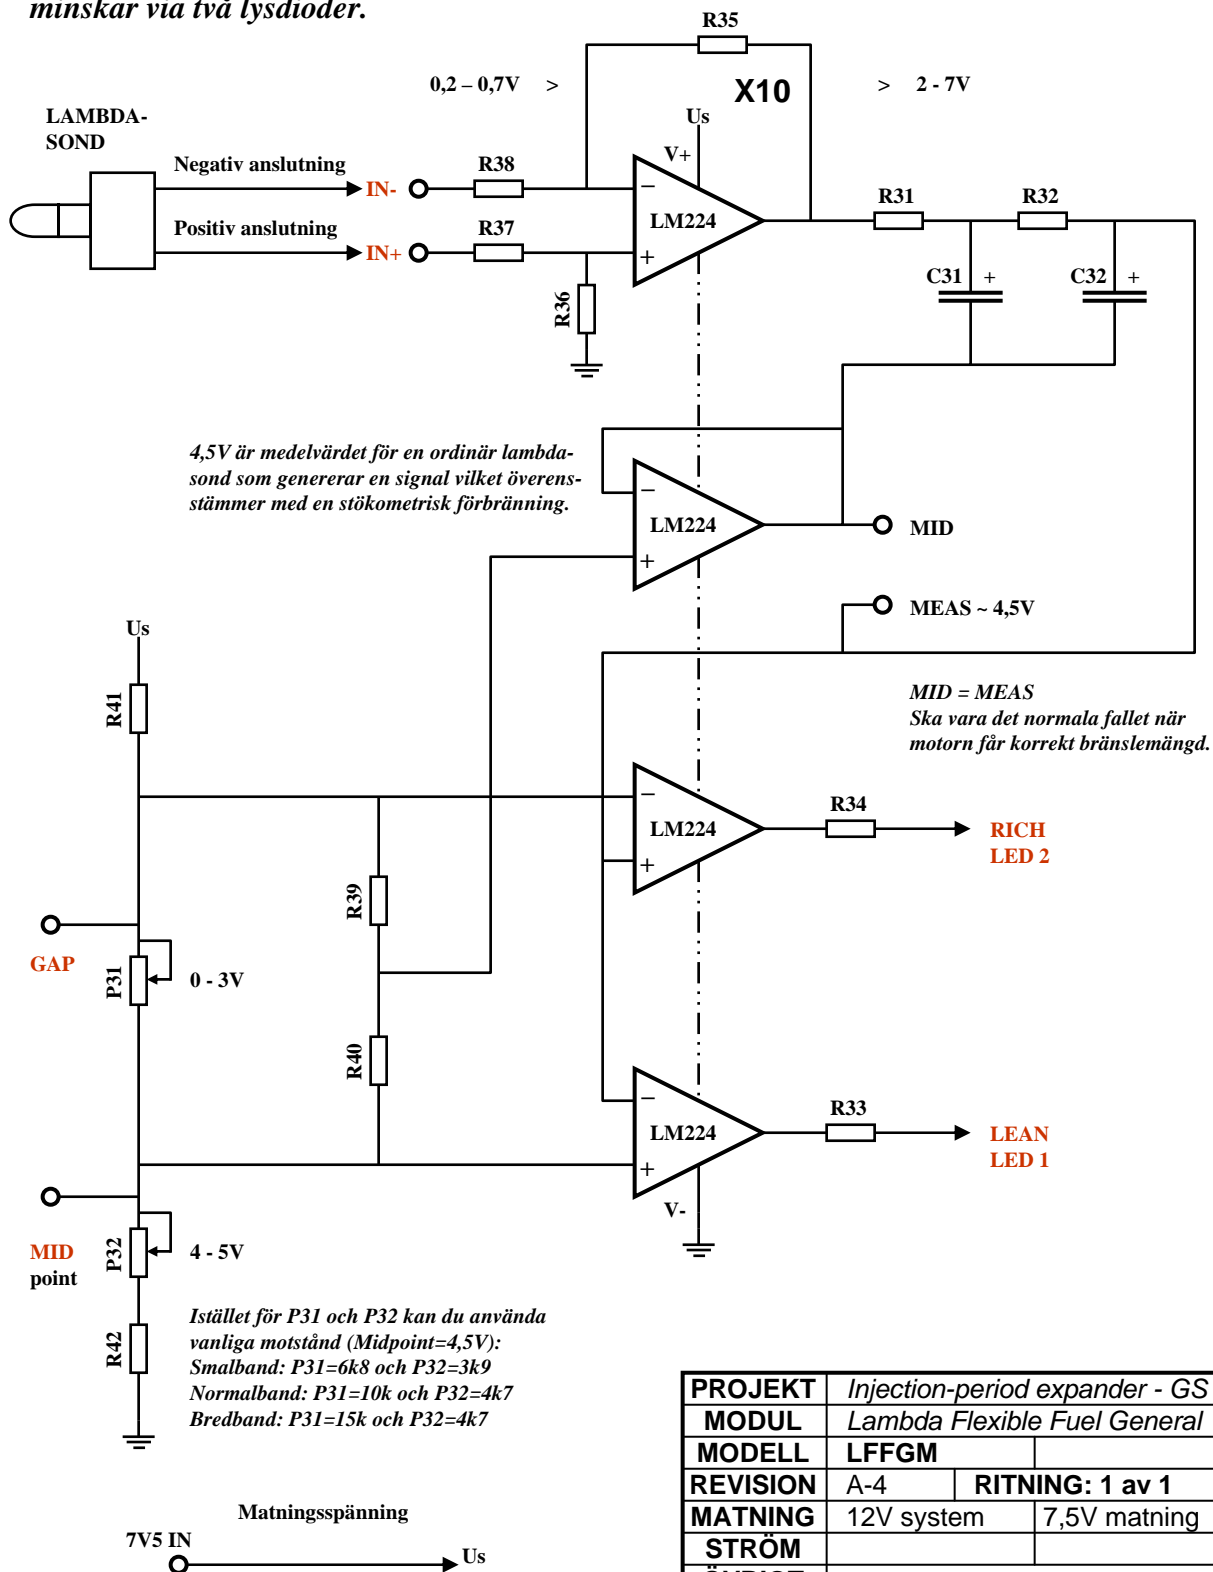 minskar via två lysdioder.
R35
0,2 – 0,7V >
X10
> 2 - 7V
Us
V+
LAMBDA-
SOND
Negativ anslutning
IN-
R38
−
LM224
R31
R32
Positiv anslutning
IN+
R37
+
C31 +
C32 +
R36
4,5V är medelvärdet för en ordinär lambda-
sond som genererar en signal vilket överens-
stämmer med en stökometrisk förbränning.
−
LM224
+
MID
MEAS ~ 4,5V
Us
R41
MID = MEAS
Ska vara det normala fallet när
motorn får korrekt bränslemängd.
−
LM224
+
R34
RICH
LED 2
R39
GAP
P31
0 - 3V
R40
−
LM224
+
R33
LEAN
LED 1
V-
MID
point
P32
4 - 5V
R42
Istället för P31 och P32 kan du använda
vanliga motstånd (Midpoint=4,5V):
Smalband: P31=6k8 och P32=3k9
Normalband: P31=10k och P32=4k7
Bredband: P31=15k och P32=4k7
Matningsspänning
7V5 IN
Us
PROJEKT Injection-period expander - GS
MODUL Lambda Flexible Fuel General
MODELL LFFGM
REVISION A-4 RITNING: 1 av 1
MATNING 12V system 7,5V matning
STRÖM